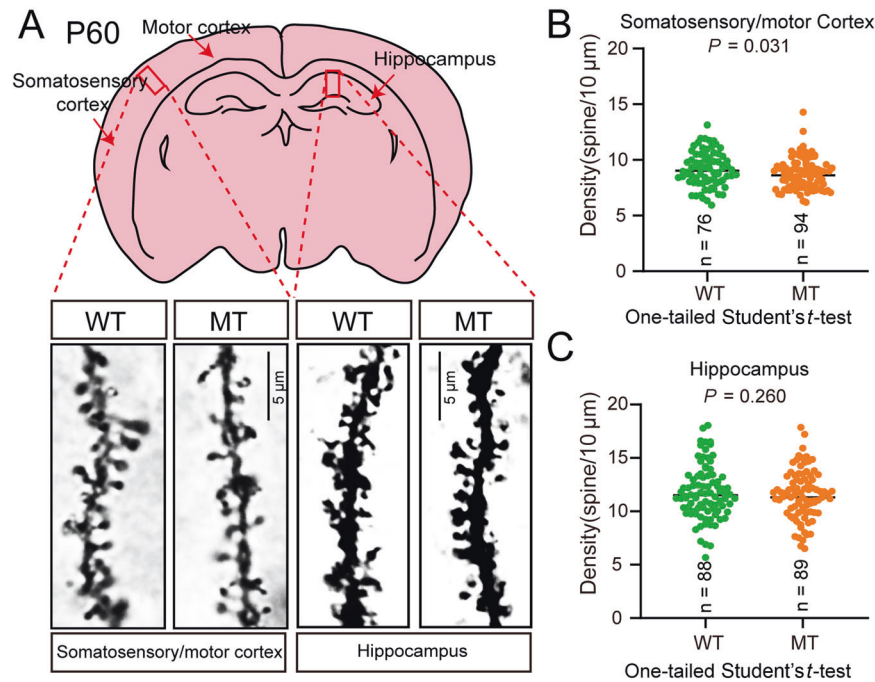 A
P60
Motor cortex
Hippocampus
Somatosensory
cortex
WT
MT
WT
MT
5 µm
5 µm
Somatosensory/motor cortex
Hippocampus
B
Somatosensory/motor Cortex
P = 0.031
20
15
10
5
0
Density(spine/10 µm)
n = 76
n = 94
WT
MT
One-tailed Student's t-test
C
Hippocampus
P = 0.260
20
15
10
5
0
Density(spine/10 µm)
n = 88
n = 89
WT
MT
One-tailed Student's t-test